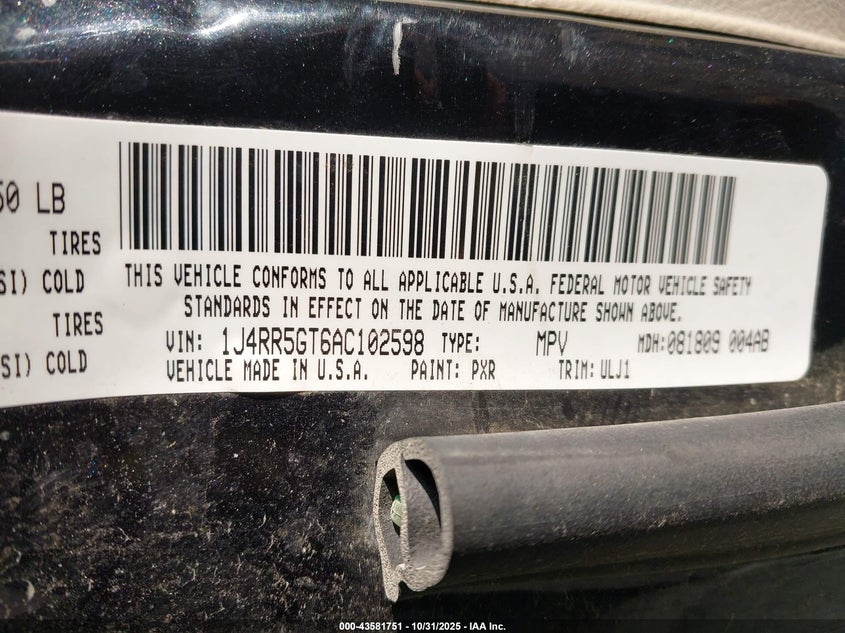 50 LB
TIRES
SI) COLD
TIRES
SI) COLD
THIS VEHICLE CONFORMS TO ALL APPLICABLE U.S.A. FEDERAL MOTOR VEHICLE SAFETY
STANDARDS IN EFFECT ON THE DATE OF MANUFACTURE SHOWN ABOVE.
VIN: 1J4RR5GT6AC102598 TYPE: MPV MDH:081809 004AB
VEHICLE MADE IN U.S.A. PAINT: PXR TRIM: ULJ1
000-43581751 | 10/31/2025 - IAA Inc.